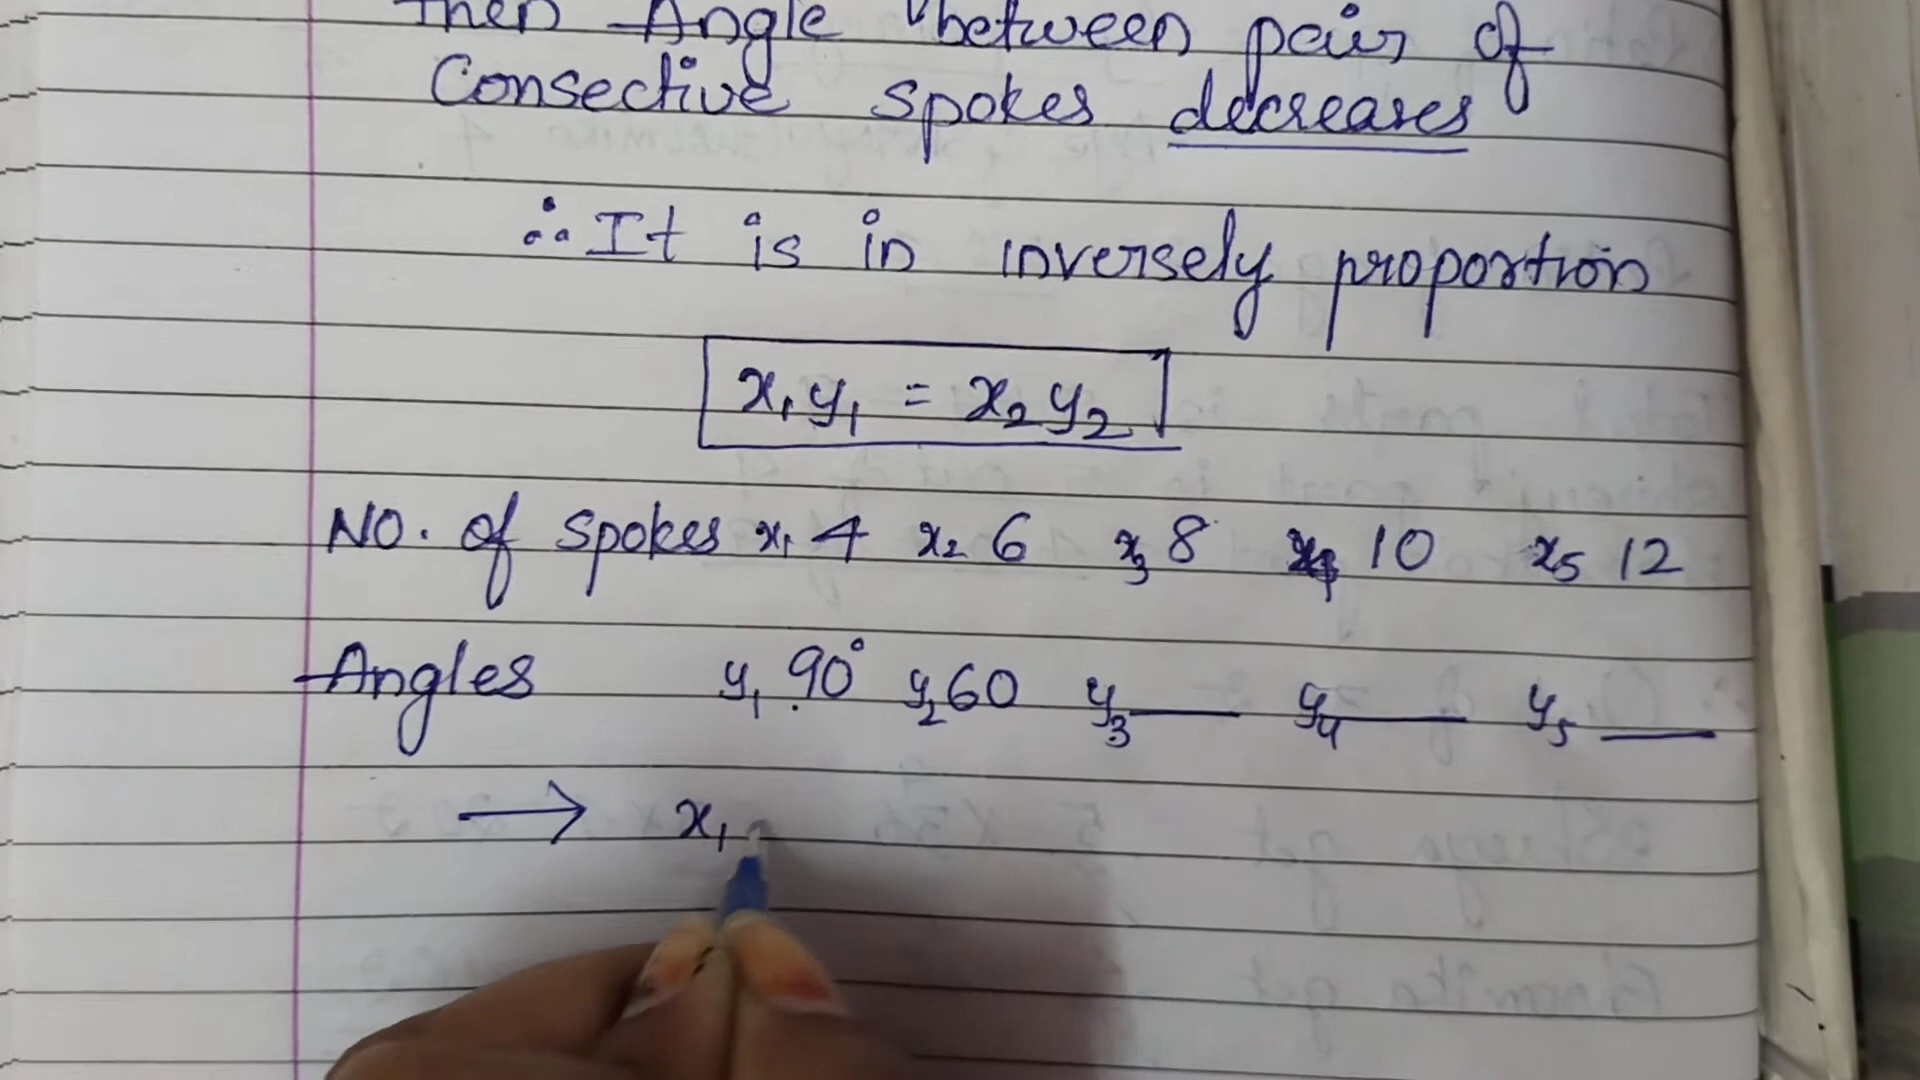 Then Angle between pair of
Consective spokes decreases
∴ It is in inversely proportion
x₁y₁ = x₂y₂
NO. of spokes x₁ 4 x₂ 6 x₃ 8 x₄ 10 x₅ 12
Angles y₁ 90° y₂ 60 y₃ ___ y₄ ___ y₅ ___
→ x₁